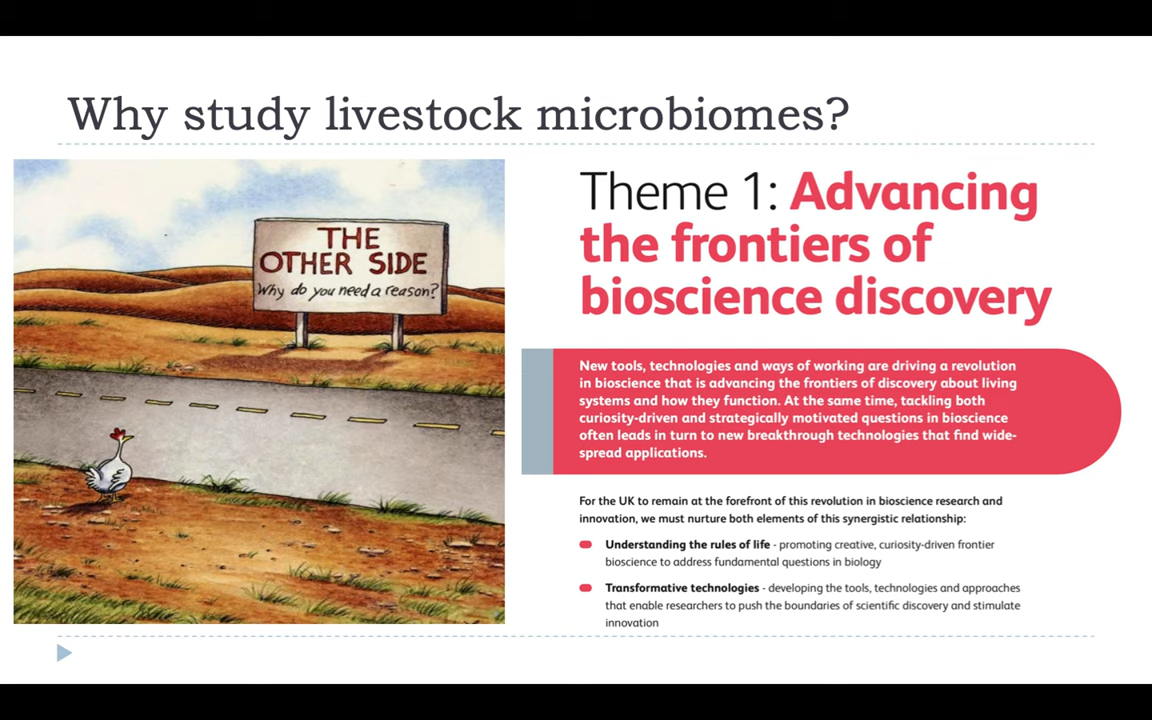 Why study livestock microbiomes?
THE
OTHER SIDE
Why do you need a reason?
Theme 1: Advancing
the frontiers of
bioscience discovery
New tools, technologies and ways of working are driving a revolution
in bioscience that is advancing the frontiers of discovery about living
systems and how they function. At the same time, tackling both
curiosity-driven and strategically motivated questions in bioscience
often leads in turn to new breakthrough technologies that find wide-
spread applications.
For the UK to remain at the forefront of this revolution in bioscience research and
innovation, we must nurture both elements of this synergistic relationship:
Understanding the rules of life - promoting creative, curiosity-driven frontier
bioscience to address fundamental questions in biology
Transformative technologies - developing the tools, technologies and approaches
that enable researchers to push the boundaries of scientific discovery and stimulate
innovation